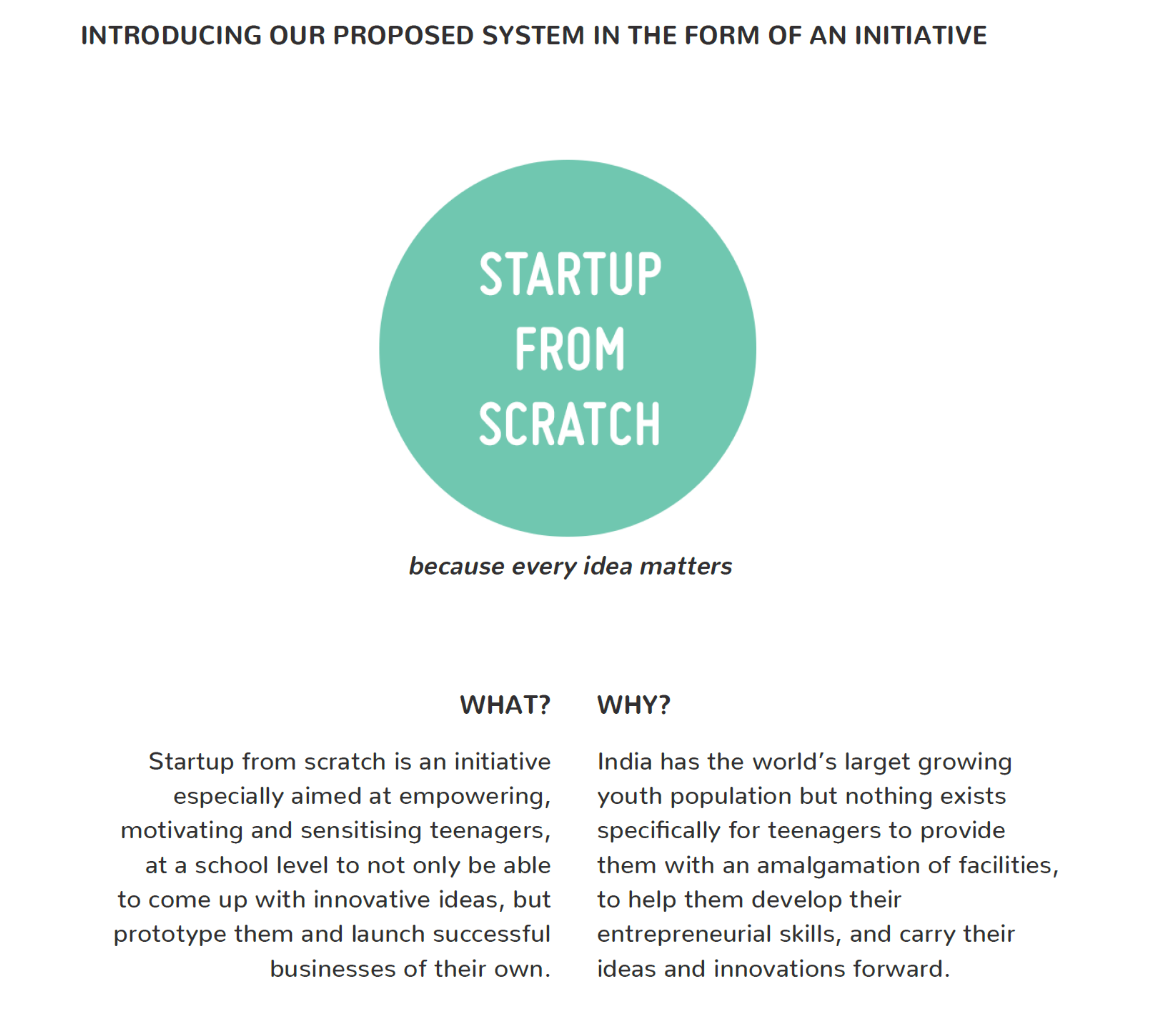 INTRODUCING OUR PROPOSED SYSTEM IN THE FORM OF AN INITIATIVE
STARTUP
FROM
SCRATCH
because every idea matters
WHAT?
Startup from scratch is an initiative
especially aimed at empowering,
motivating and sensitising teenagers,
at a school level to not only be able
to come up with innovative ideas, but
prototype them and launch successful
businesses of their own.
WHY?
India has the world’s larget growing
youth population but nothing exists
specifically for teenagers to provide
them with an amalgamation of facilities,
to help them develop their
entrepreneurial skills, and carry their
ideas and innovations forward.